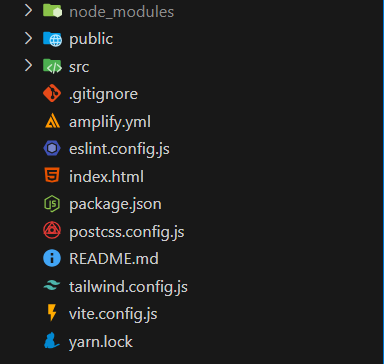 node_modules
public
src
.gitignore
amplify.yml
eslint.config.js
index.html
package.json
postcss.config.js
README.md
tailwind.config.js
vite.config.js
yarn.lock